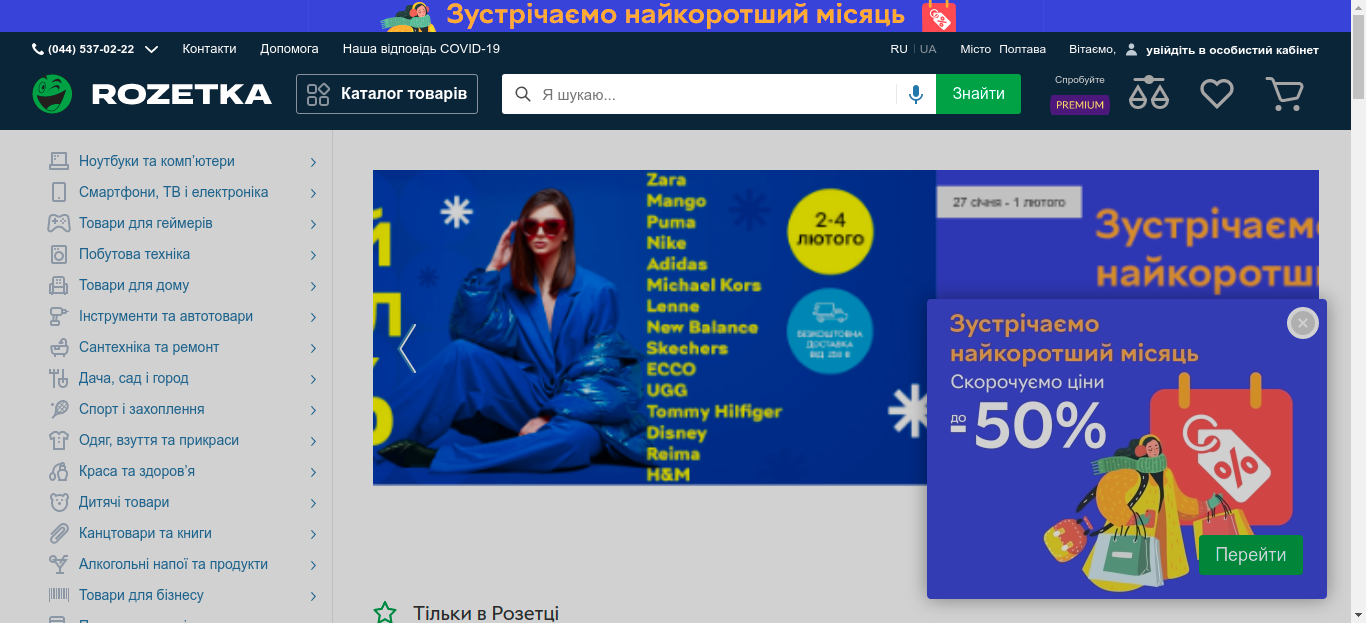 Зустрічаємо найкоротший місяць
(044) 537-02-22 Контакти Допомога Наша відповідь COVID-19 RU UA Місто Полтава Вітаємо, увійдіть в особистий кабінет
ROZETKA Каталог товарів Я шукаю... Знайти Спробуйте
PREMIUM
Ноутбуки та комп'ютери
Смартфони, ТВ і електроніка
Товари для геймерів
Побутова техніка
Товари для дому
Інструменти та автотовари
Сантехніка та ремонт
Дача, сад і город
Спорт і захоплення
Одяг, взуття та прикраси
Краса та здоров'я
Дитячі товари
Канцтовари та книги
Алкогольні напої та продукти
Товари для бізнесу
Zara
Mango
Puma
Nike
Adidas
Michael Kors
Lenne
New Balance
Skechers
ECCO
UGG
Tommy Hilfiger
Disney
Reima
H&M
2-4
ЛЮТОГО
БЕЗКОШТОВНА
ДОСТАВКА
27 січня - 1 лютого
Зустрічаємо
найкоротший місяць
Скорочуємо ціни
до
-50%
%
Перейти
Тільки в Розетці